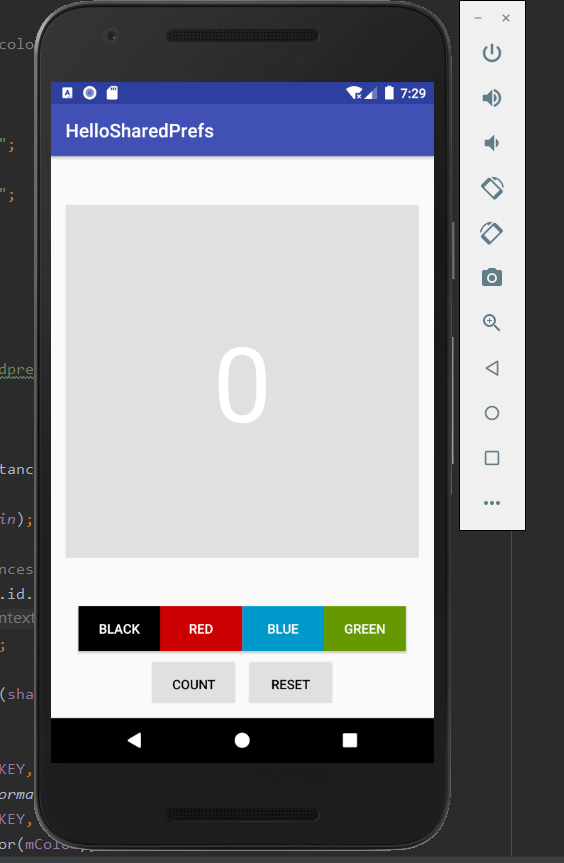 colo
";
7:29
HelloSharedPrefs
";
0
dpre
tanc
in);
nces
.id.
ntext
;
BLACK RED BLUE GREEN
COUNT RESET
(sha
KEY,
orma
KEY,
or(mColor);